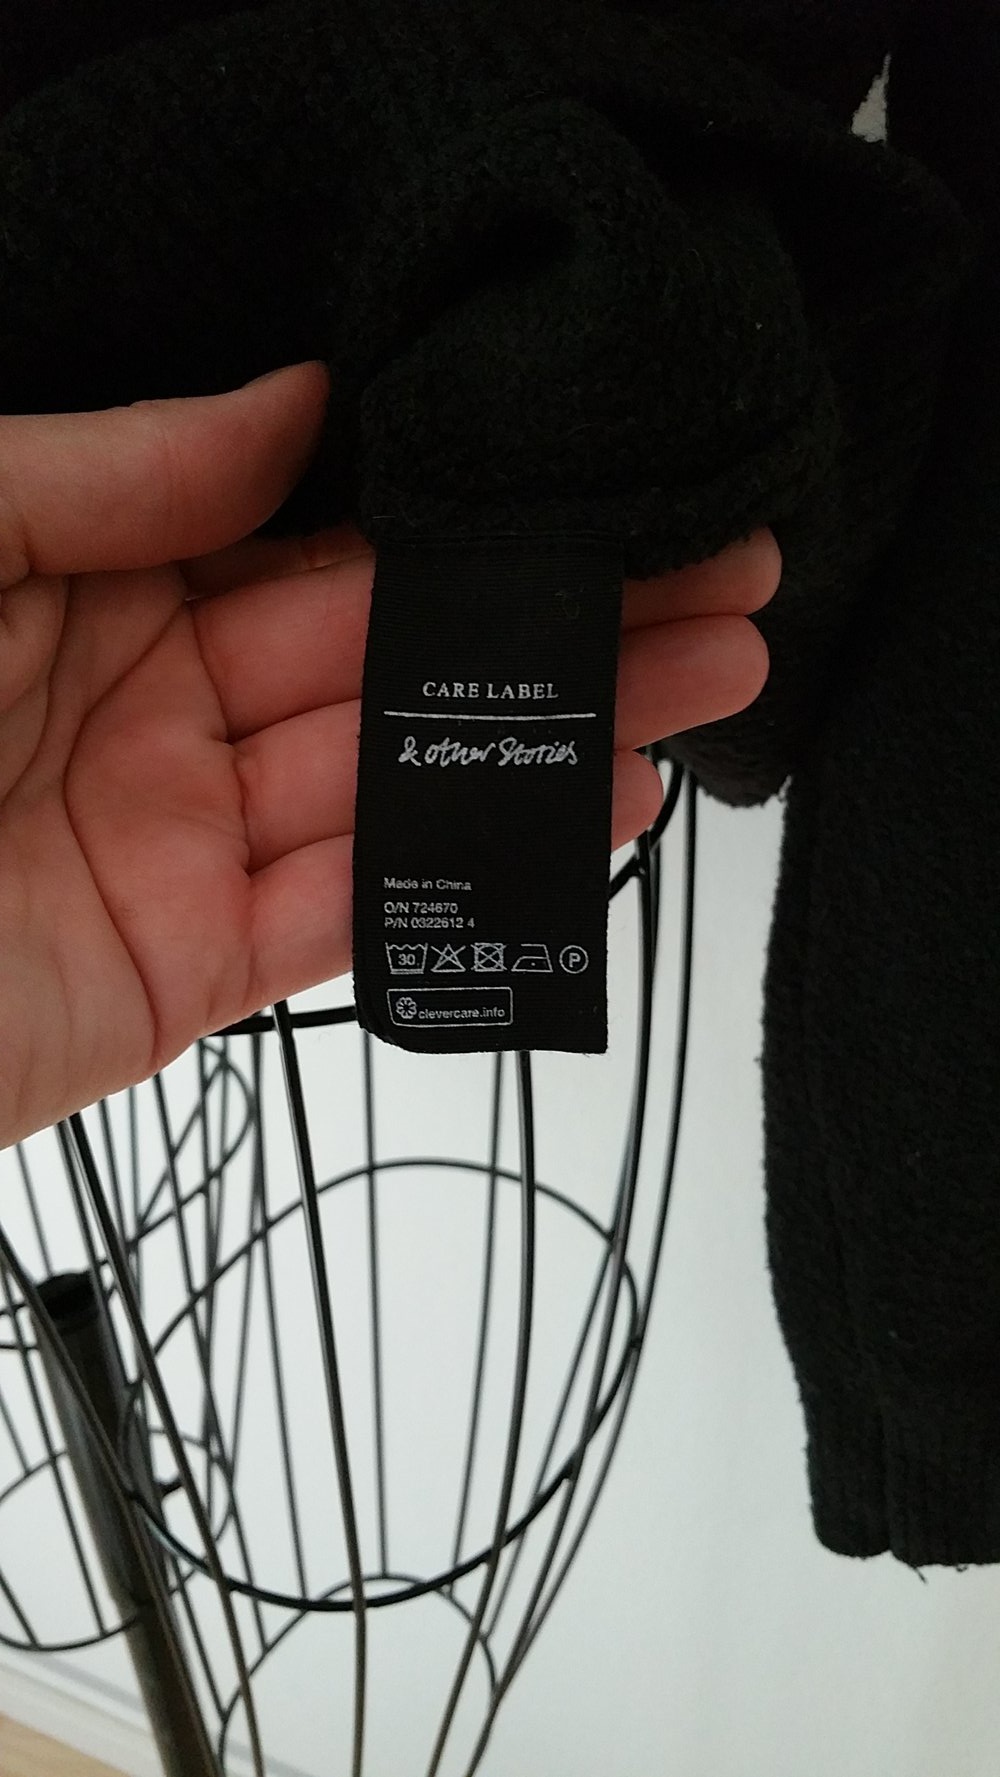 CARE LABEL
& other Stories
Made in China
O/N 724670
P/N 0322612 4
30
P
clevercare.info